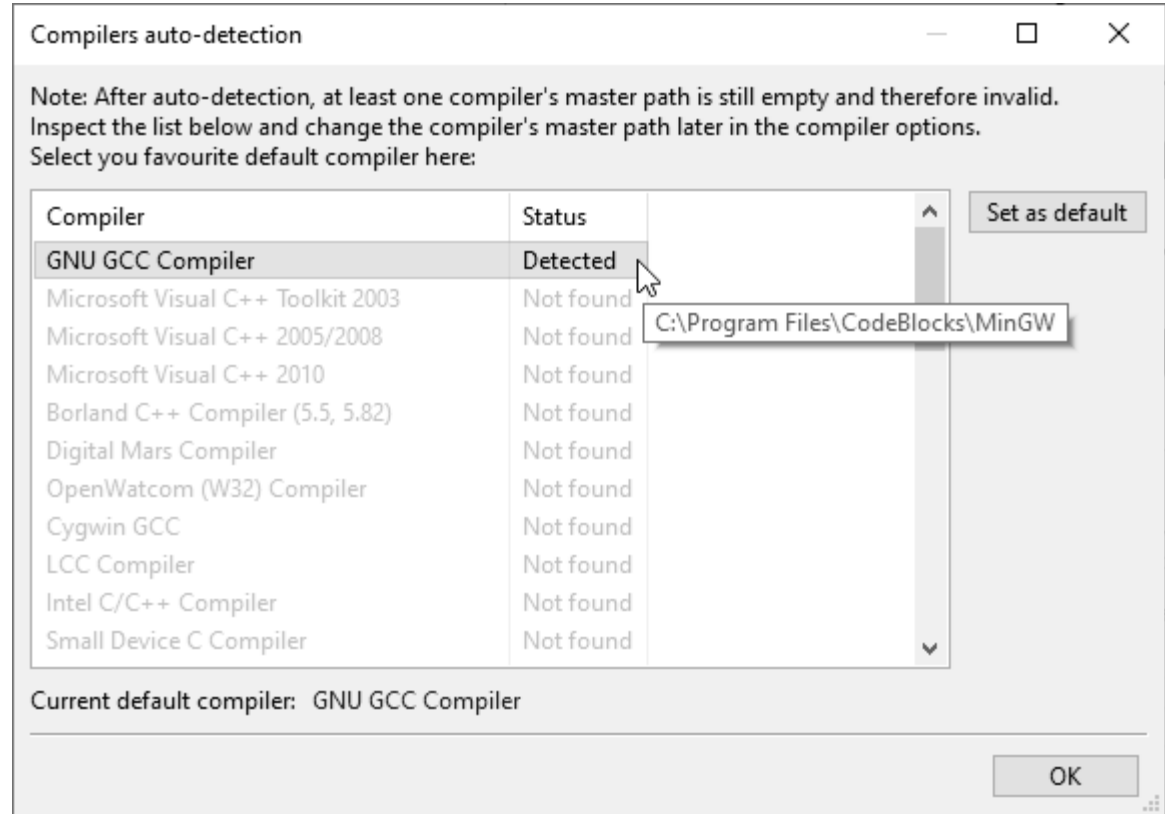 Compilers auto-detection
Note: After auto-detection, at least one compiler's master path is still empty and therefore invalid.
Inspect the list below and change the compiler's master path later in the compiler options.
Select you favourite default compiler here:
Compiler Status
Set as default
GNU GCC Compiler Detected
Microsoft Visual C++ Toolkit 2003 Not found
C:\Program Files\CodeBlocks\MinGW
Microsoft Visual C++ 2005/2008 Not found
Microsoft Visual C++ 2010 Not found
Borland C++ Compiler (5.5, 5.82) Not found
Digital Mars Compiler Not found
OpenWatcom (W32) Compiler Not found
Cygwin GCC Not found
LCC Compiler Not found
Intel C/C++ Compiler Not found
Small Device C Compiler Not found
Current default compiler: GNU GCC Compiler
OK